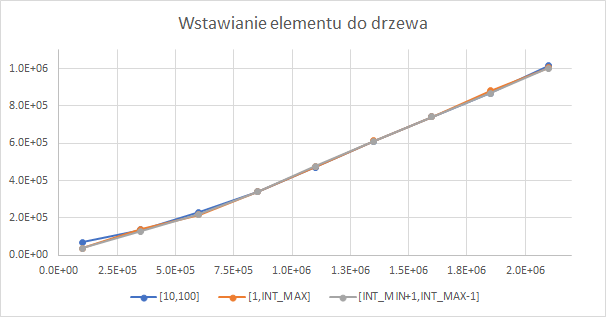 Wstawianie elementu do drzewa
1.0E+06
8.0E+05
6.0E+05
4.0E+05
2.0E+05
0.0E+00
0.0E+00 2.5E+05 5.0E+05 7.5E+05 1.0E+06 1.3E+06 1.5E+06 1.8E+06 2.0E+06
[10,100] [1,INT_MAX] [INT_MIN+1,INT_MAX-1]